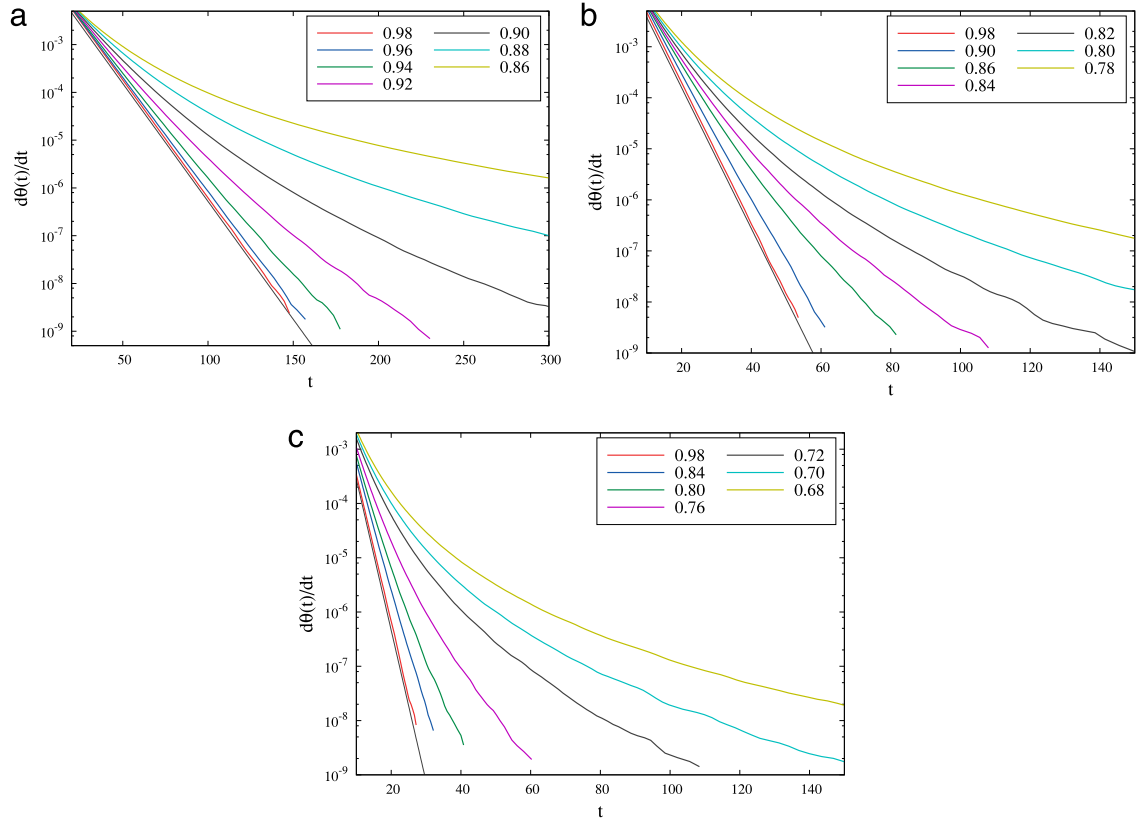 a
dθ(t)/dt
10⁻³
10⁻⁴
10⁻⁵
10⁻⁶
10⁻⁷
10⁻⁸
10⁻⁹
50 100 150 200 250 300
t
0.98 0.90
0.96 0.88
0.94 0.86
0.92
b
dθ(t)/dt
10⁻³
10⁻⁴
10⁻⁵
10⁻⁶
10⁻⁷
10⁻⁸
10⁻⁹
20 40 60 80 100 120 140
t
0.98 0.82
0.90 0.80
0.86 0.78
0.84
c
dθ(t)/dt
10⁻³
10⁻⁴
10⁻⁵
10⁻⁶
10⁻⁷
10⁻⁸
10⁻⁹
20 40 60 80 100 120 140
t
0.98 0.72
0.84 0.70
0.80 0.68
0.76